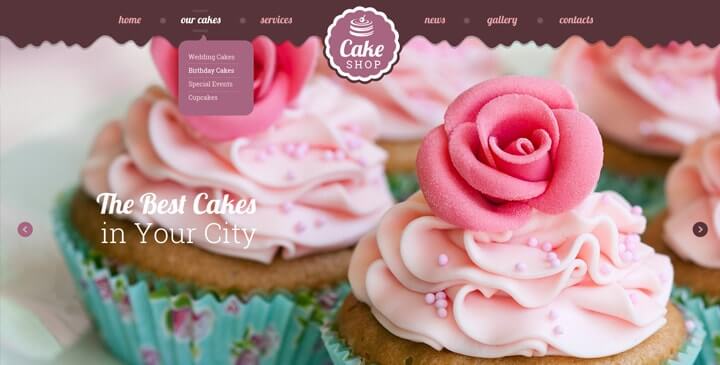 home
our cakes
services
Cake
SHOP
news
gallery
contacts
Wedding Cakes
Birthday Cakes
Special Events
Cupcakes
The Best Cakes
in Your City